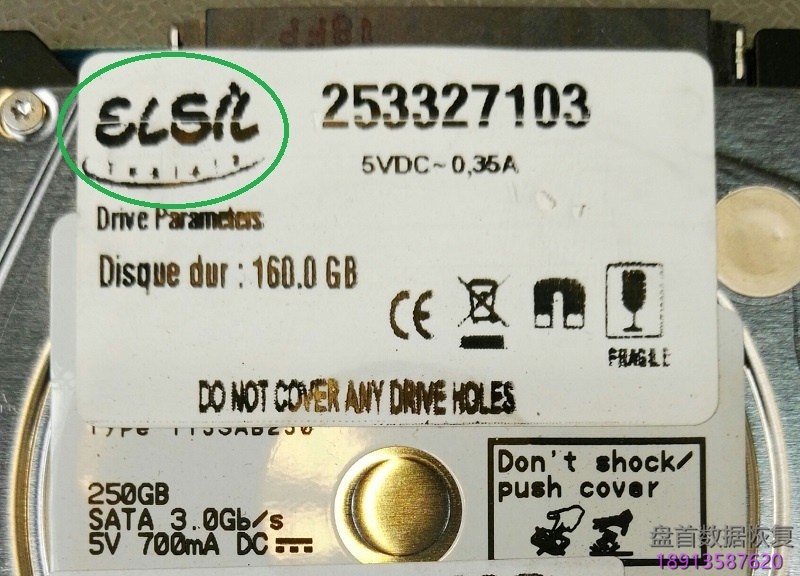 ELSIL
253327103
5VDC~0,35A
Drive Parameters
Disque dur : 160.0 GB
CE
FRAGILE
DO NOT COVER ANY DRIVE HOLES
Type
250GB
SATA 3.0Gb/s
5V 700mA DC
Don't shock/
push cover
盘首数据恢复
18913587620